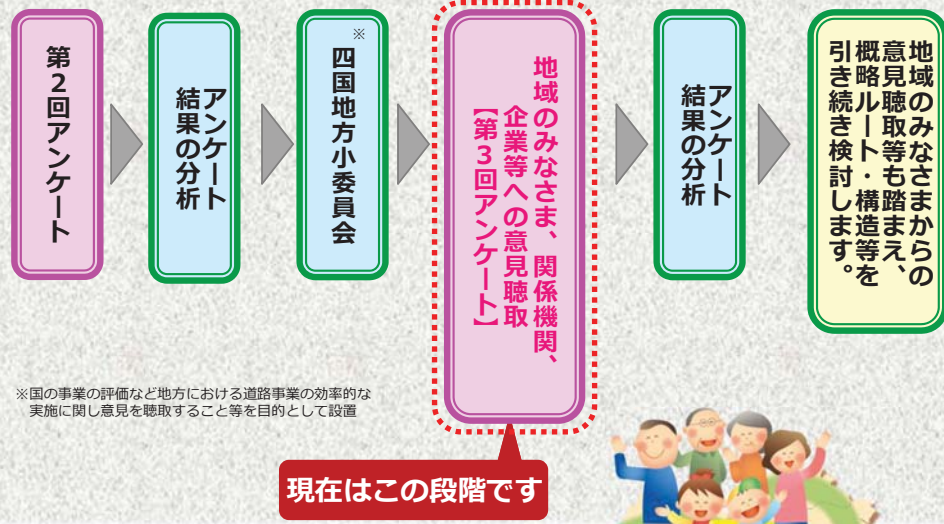 第2回アンケート
アンケート
結果の分析
※
四国地方小委員会
地域のみなさま、関係機関、
企業等への意見聴取
【第3回アンケート】
アンケート
結果の分析
地域のみなさまからの
意見聴取等も踏まえ、
概略ルート・構造等を
引き続き検討します。
※国の事業の評価など地方における道路事業の効率的な
実施に関し意見を聴取すること等を目的として設置
現在はこの段階です